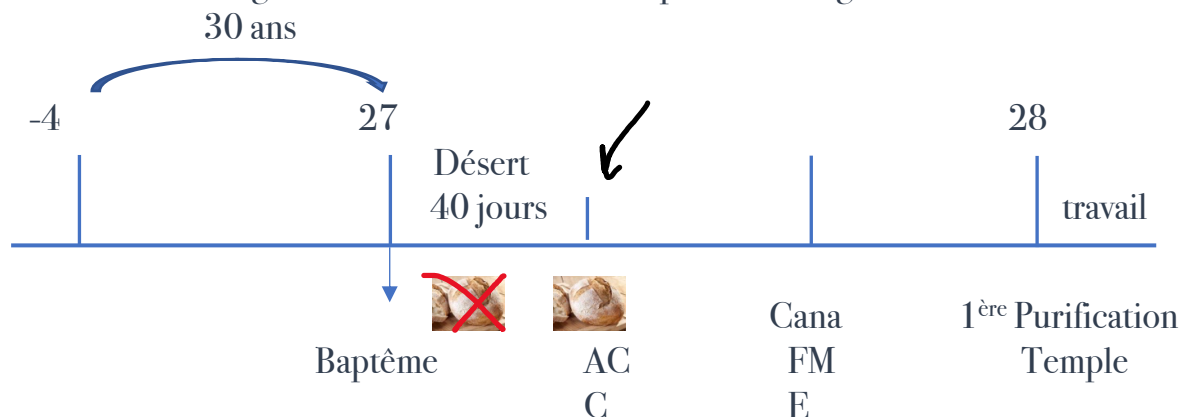 30 ans
-4
27
28
Désert
40 jours
travail
Cana
1ère Purification
Baptême
AC
FM
Temple
C
E